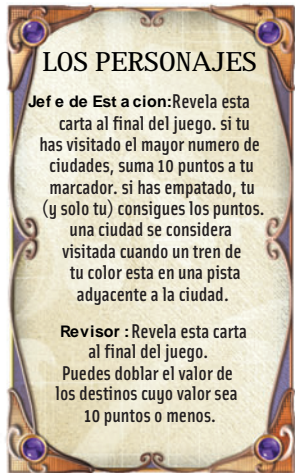 LOS PERSONAJES
Jef e de Est a cion:Revela esta
carta al final del juego. si tu
has visitado el mayor numero de
ciudades, suma 10 puntos a tu
marcador. si has empatado, tu
(y solo tu) consigues los puntos.
una ciudad se considera
visitada cuando un tren de
tu color esta en una pista
adyacente a la ciudad.
Revisor : Revela esta carta
al final del juego.
Puedes doblar el valor de
los destinos cuyo valor sea
10 puntos o menos.